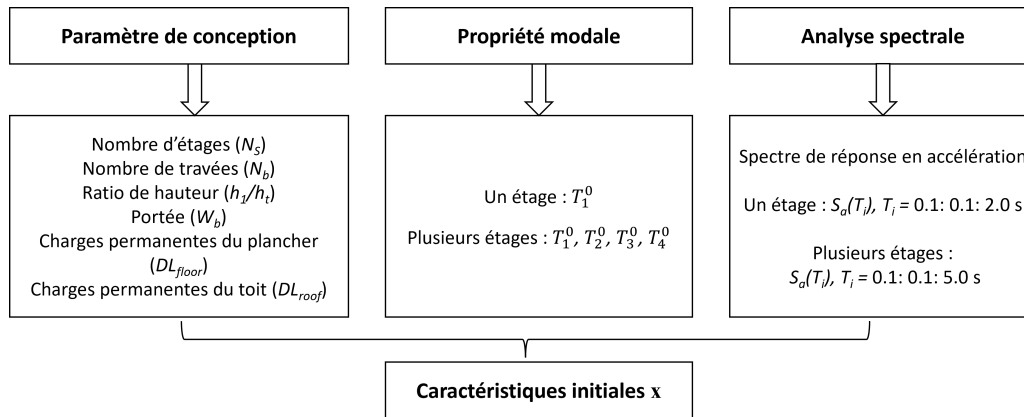 Paramètre de conception
Propriété modale
Analyse spectrale
Nombre d'étages (N_S)
Nombre de travées (N_b)
Ratio de hauteur (h_1/h_t)
Portée (W_b)
Charges permanentes du plancher
(DL_floor)
Charges permanentes du toit (DL_roof)
Un étage : T_1^0
Plusieurs étages : T_1^0, T_2^0, T_3^0, T_4^0
Spectre de réponse en accélération
Un étage : S_a(T_i), T_i = 0.1: 0.1: 2.0 s
Plusieurs étages :
S_a(T_i), T_i = 0.1: 0.1: 5.0 s
Caractéristiques initiales x